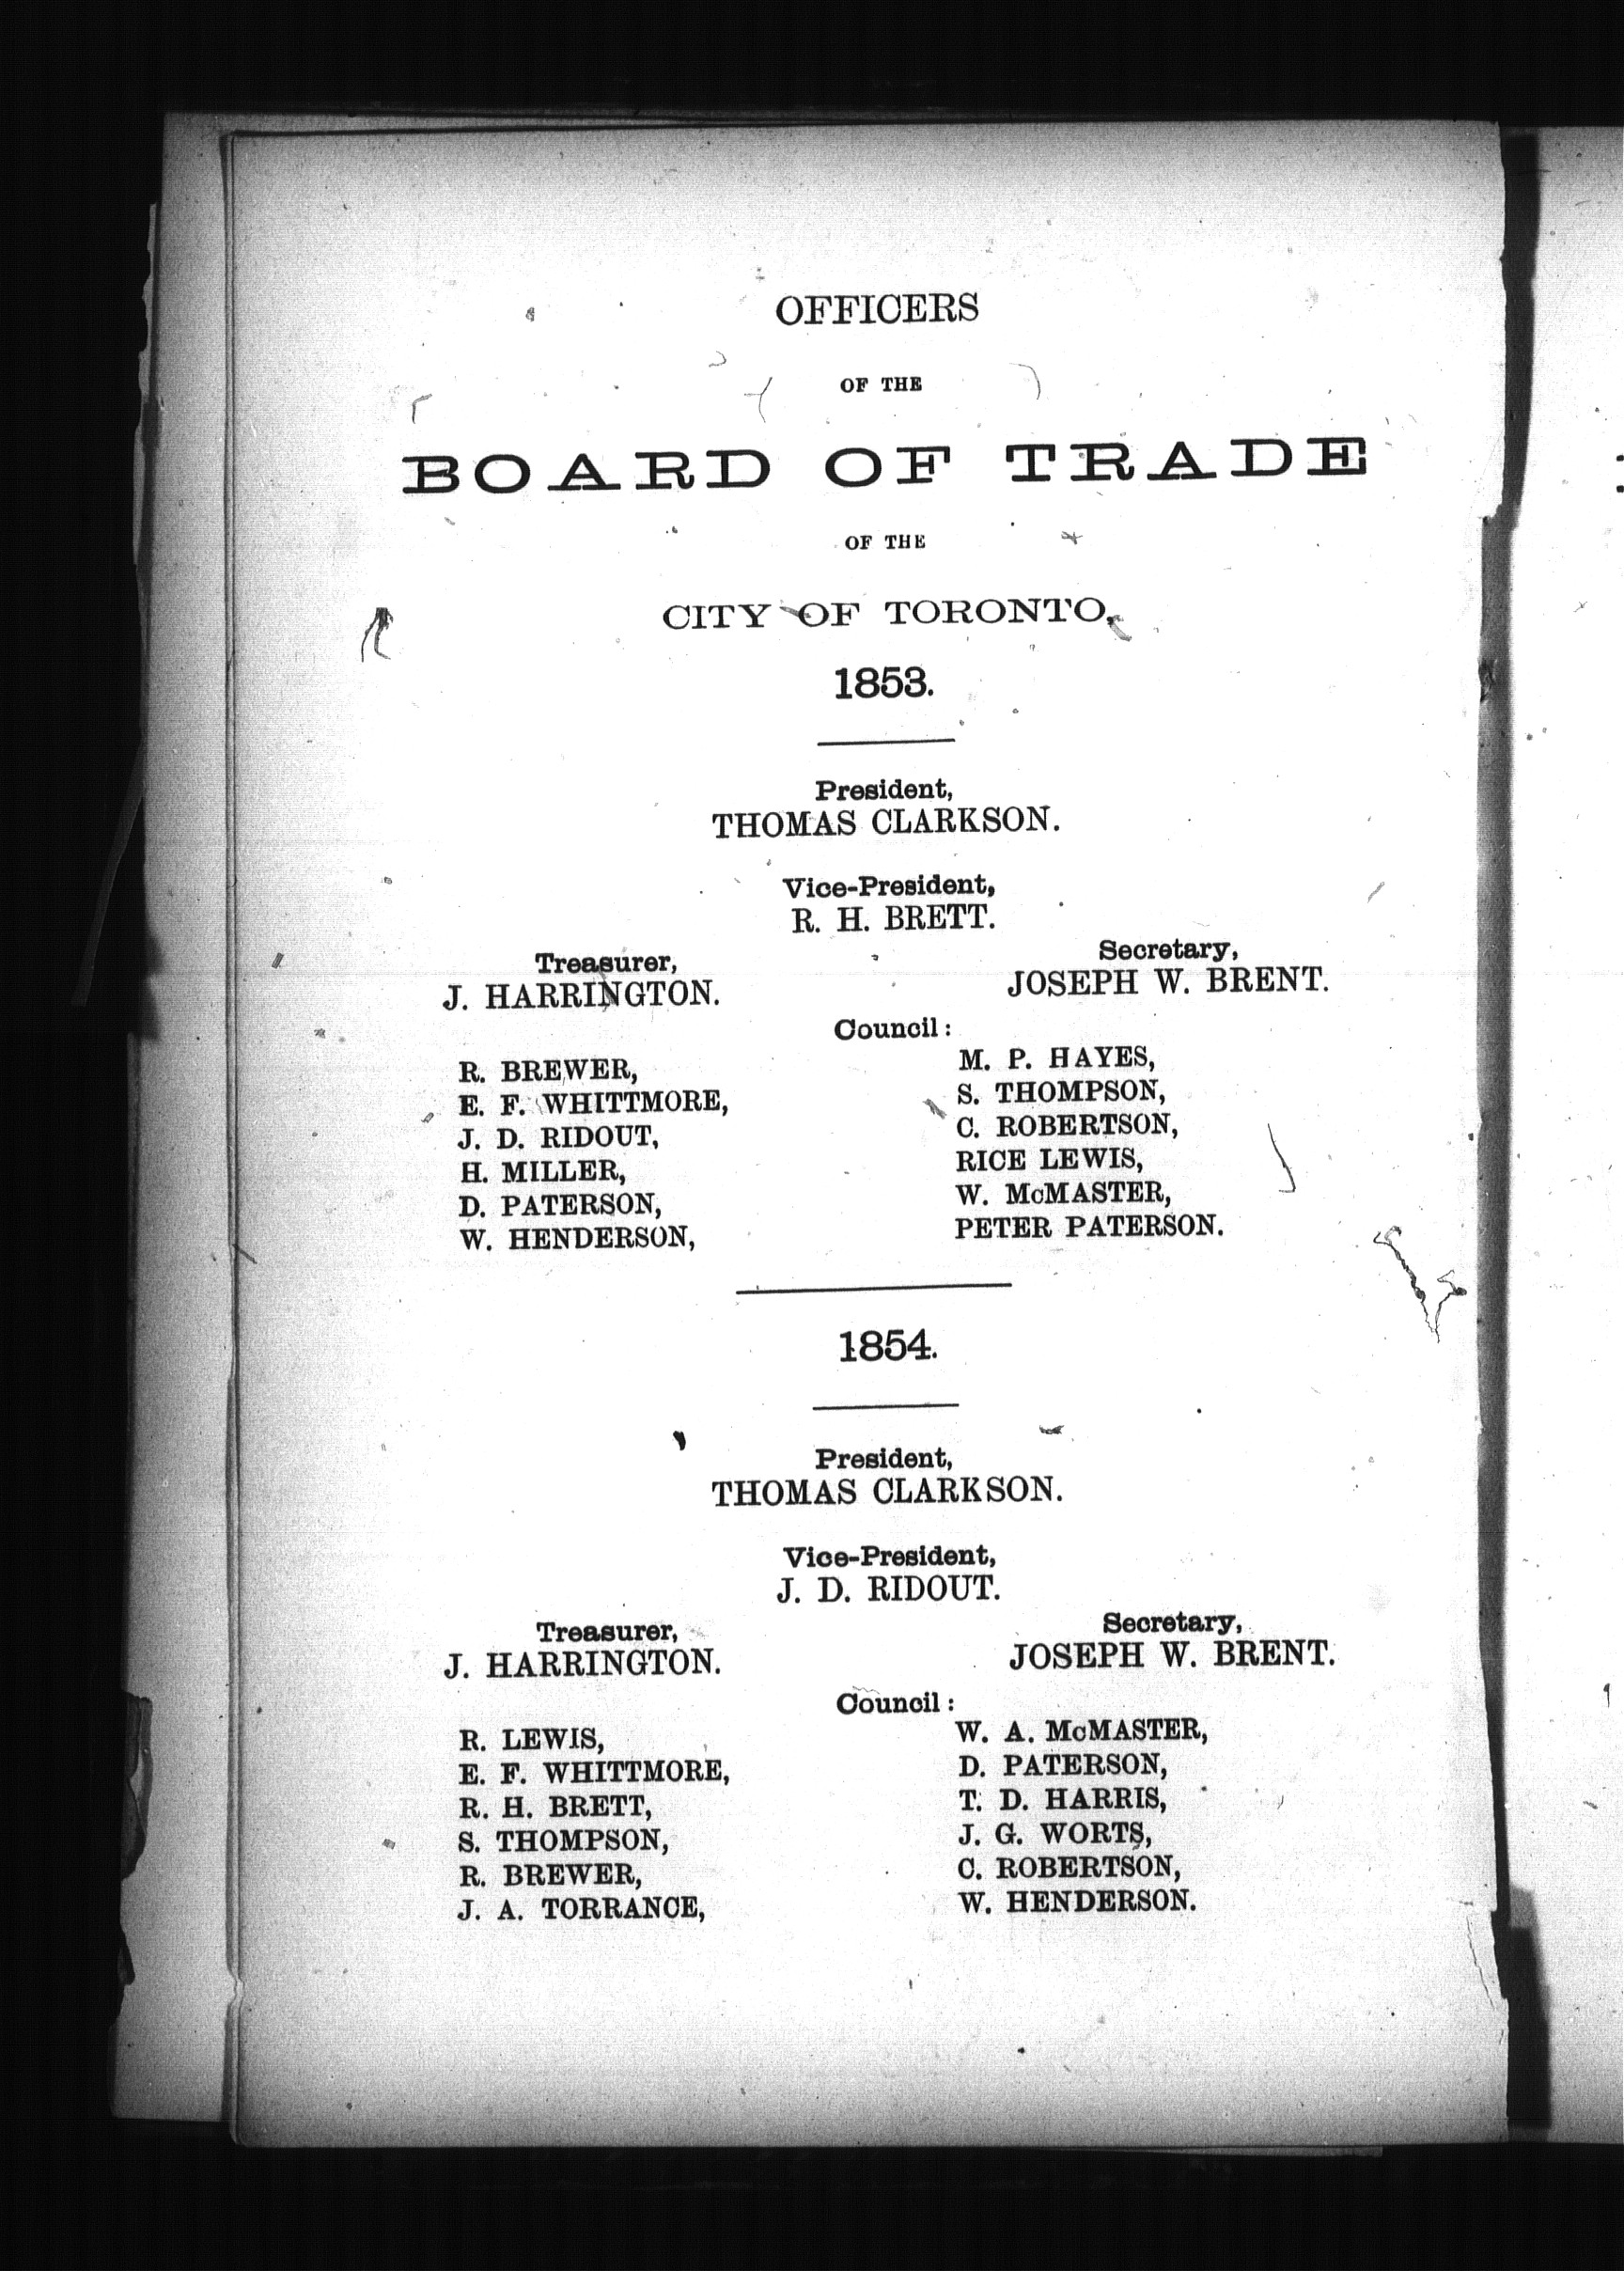 OFFICERS
OF THE
BOARD OF TRADE
OF THE
CITY OF TORONTO,
1853.
President,
THOMAS CLARKSON.
Vice-President,
R. H. BRETT.
Treasurer,
J. HARRINGTON.
Secretary,
JOSEPH W. BRENT.
Council:
R. BREWER,
E. F. WHITTMORE,
J. D. RIDOUT,
H. MILLER,
D. PATERSON,
W. HENDERSON,
M. P. HAYES,
S. THOMPSON,
C. ROBERTSON,
RICE LEWIS,
W. McMASTER,
PETER PATERSON.
1854.
President,
THOMAS CLARKSON.
Vice-President,
J. D. RIDOUT.
Treasurer,
J. HARRINGTON.
Secretary,
JOSEPH W. BRENT.
Council:
R. LEWIS,
E. F. WHITTMORE,
R. H. BRETT,
S. THOMPSON,
R. BREWER,
J. A. TORRANCE,
W. A. McMASTER,
D. PATERSON,
T. D. HARRIS,
J. G. WORTS,
C. ROBERTSON,
W. HENDERSON.